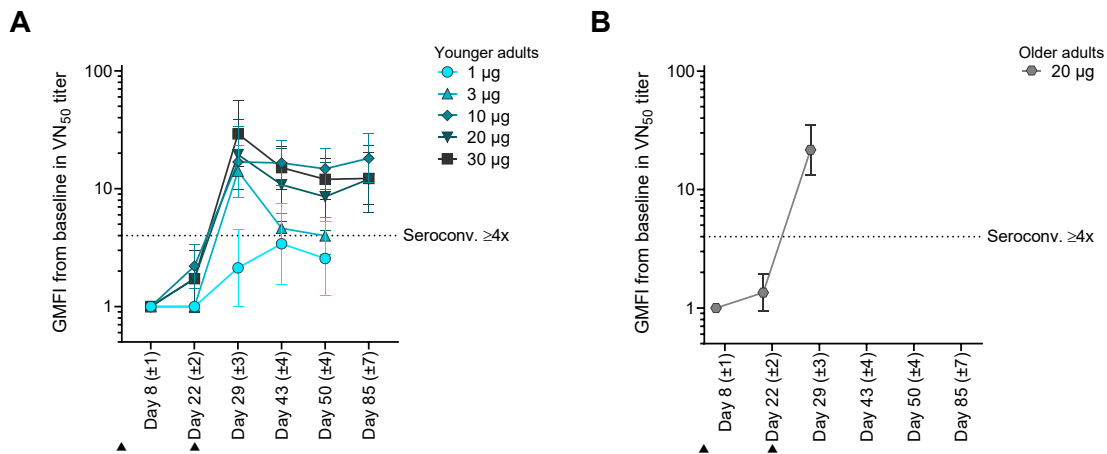 A
GMFI from baseline in VN50 titer
100
10
1
Younger adults
1 µg
3 µg
10 µg
20 µg
30 µg
Seroconv. ≥4x
Day 8 (±1)
Day 22 (±2)
Day 29 (±3)
Day 43 (±4)
Day 50 (±4)
Day 85 (±7)
B
GMFI from baseline in VN50 titer
100
10
1
Older adults
20 µg
Seroconv. ≥4x
Day 8 (±1)
Day 22 (±2)
Day 29 (±3)
Day 43 (±4)
Day 50 (±4)
Day 85 (±7)